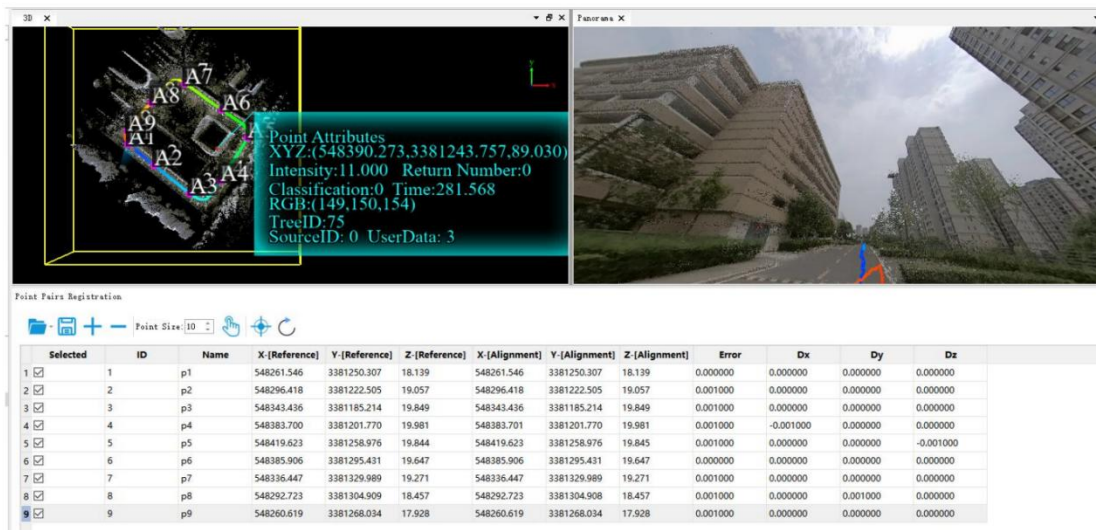 3D
Panorama
A7
A8
A6
A9
A1
A2
A4
A3
Point Attributes
XYZ:(548390.273,3381243.757,89.030)
Intensity:11.000 Return Number:0
Classification:0 Time:281.568
RGB:(149,150,154)
TreeID:75
SourceID: 0 UserData: 3
Point Pairs Registration
Point Size: 10
Selected ID Name X-[Reference] Y-[Reference] Z-[Reference] X-[Alignment] Y-[Alignment] Z-[Alignment] Error Dx Dy Dz
1 1 p1 548261.546 3381250.307 18.139 548261.546 3381250.307 18.139 0.000000 0.000000 0.000000 0.000000
2 2 p2 548296.418 3381222.505 19.057 548296.418 3381222.505 19.057 0.001000 0.000000 0.000000 0.000000
3 3 p3 548343.436 3381185.214 19.849 548343.436 3381185.214 19.849 0.001000 0.000000 0.000000 0.000000
4 4 p4 548383.700 3381201.770 19.981 548383.701 3381201.770 19.981 0.001000 -0.001000 0.000000 0.000000
5 5 p5 548419.623 3381258.976 19.844 548419.623 3381258.976 19.845 0.001000 0.000000 0.000000 -0.001000
6 6 p6 548385.906 3381295.431 19.647 548385.906 3381295.431 19.647 0.000000 0.000000 0.000000 0.000000
7 7 p7 548336.447 3381329.989 19.271 548336.447 3381329.989 19.271 0.001000 0.000000 0.000000 0.000000
8 8 p8 548292.723 3381304.909 18.457 548292.723 3381304.908 18.457 0.001000 0.000000 0.001000 0.000000
9 9 p9 548260.619 3381268.034 17.928 548260.619 3381268.034 17.928 0.001000 0.000000 0.000000 0.000000